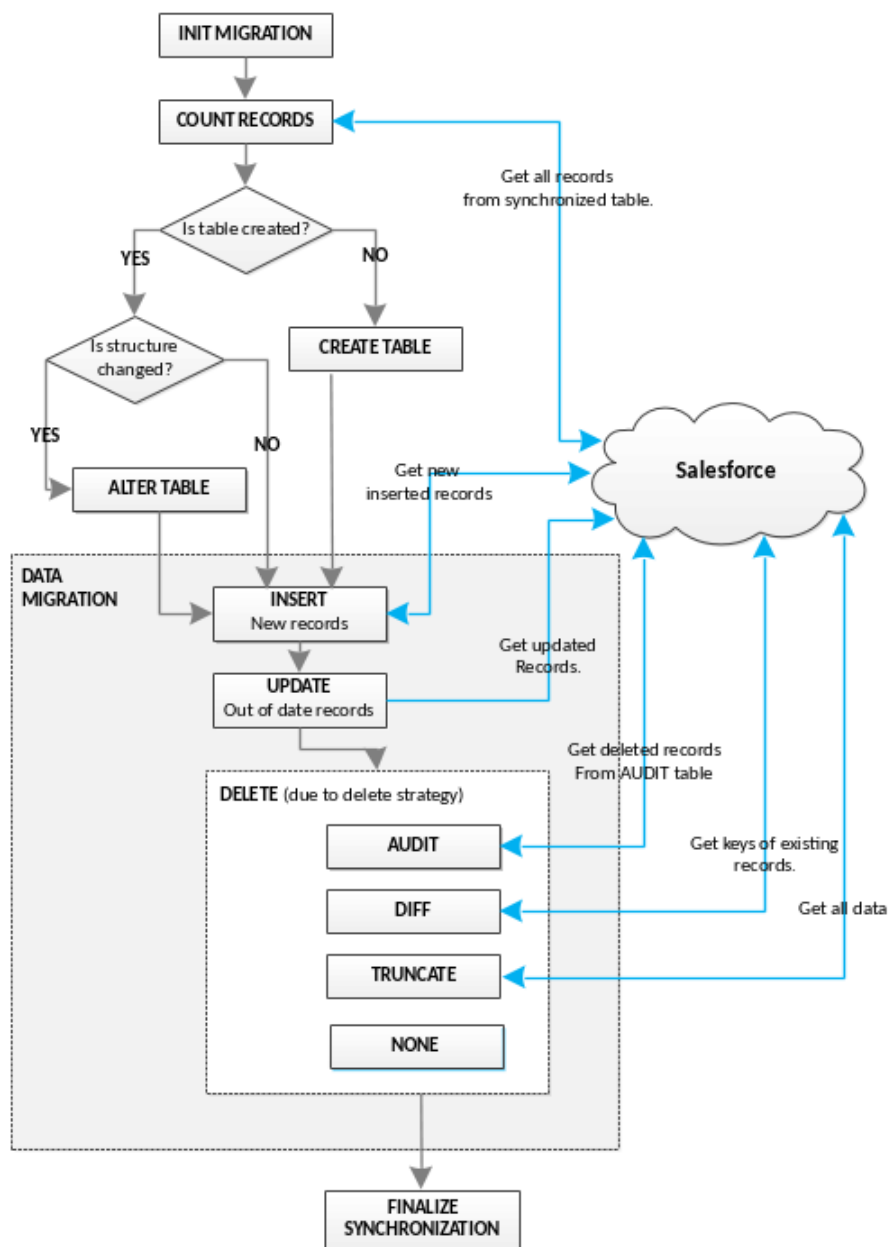 INIT MIGRATION
COUNT RECORDS
Get all records
from synchronized table.
Is table created?
YES
NO
Is structure
changed?
CREATE TABLE
YES
NO
Salesforce
Get new
inserted records
ALTER TABLE
DATA
MIGRATION
INSERT
New records
Get updated
Records.
UPDATE
Out of date records
Get deleted records
From AUDIT table
DELETE (due to delete strategy)
AUDIT
Get keys of existing
records.
DIFF
Get all data
TRUNCATE
NONE
FINALIZE
SYNCHRONIZATION